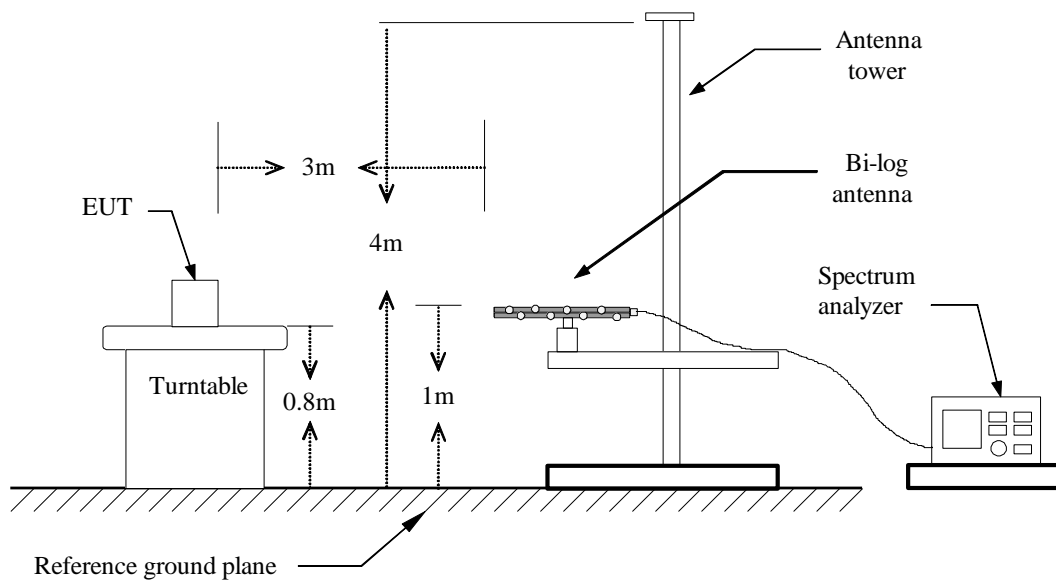 Antenna
tower
3m
Bi-log
antenna
EUT
4m
Spectrum
analyzer
Turntable
0.8m
1m
Reference ground plane